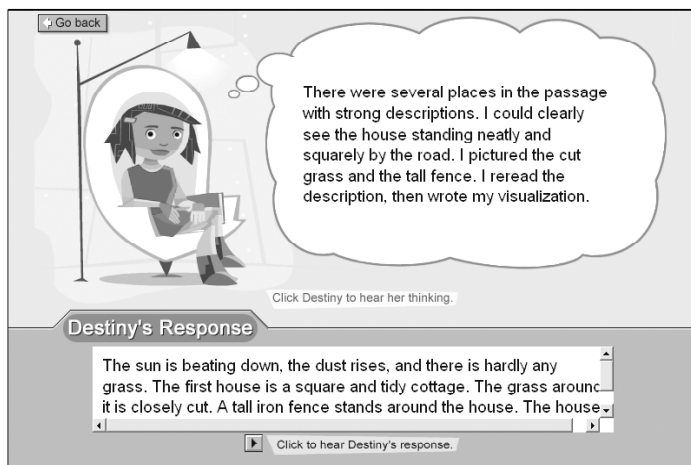 Go back
There were several places in the passage
with strong descriptions. I could clearly
see the house standing neatly and
squarely by the road. I pictured the cut
grass and the tall fence. I reread the
description, then wrote my visualization.
Click Destiny to hear her thinking.
Destiny's Response
The sun is beating down, the dust rises, and there is hardly any
grass. The first house is a square and tidy cottage. The grass around
it is closely cut. A tall iron fence stands around the house. The house
Click to hear Destiny's response.